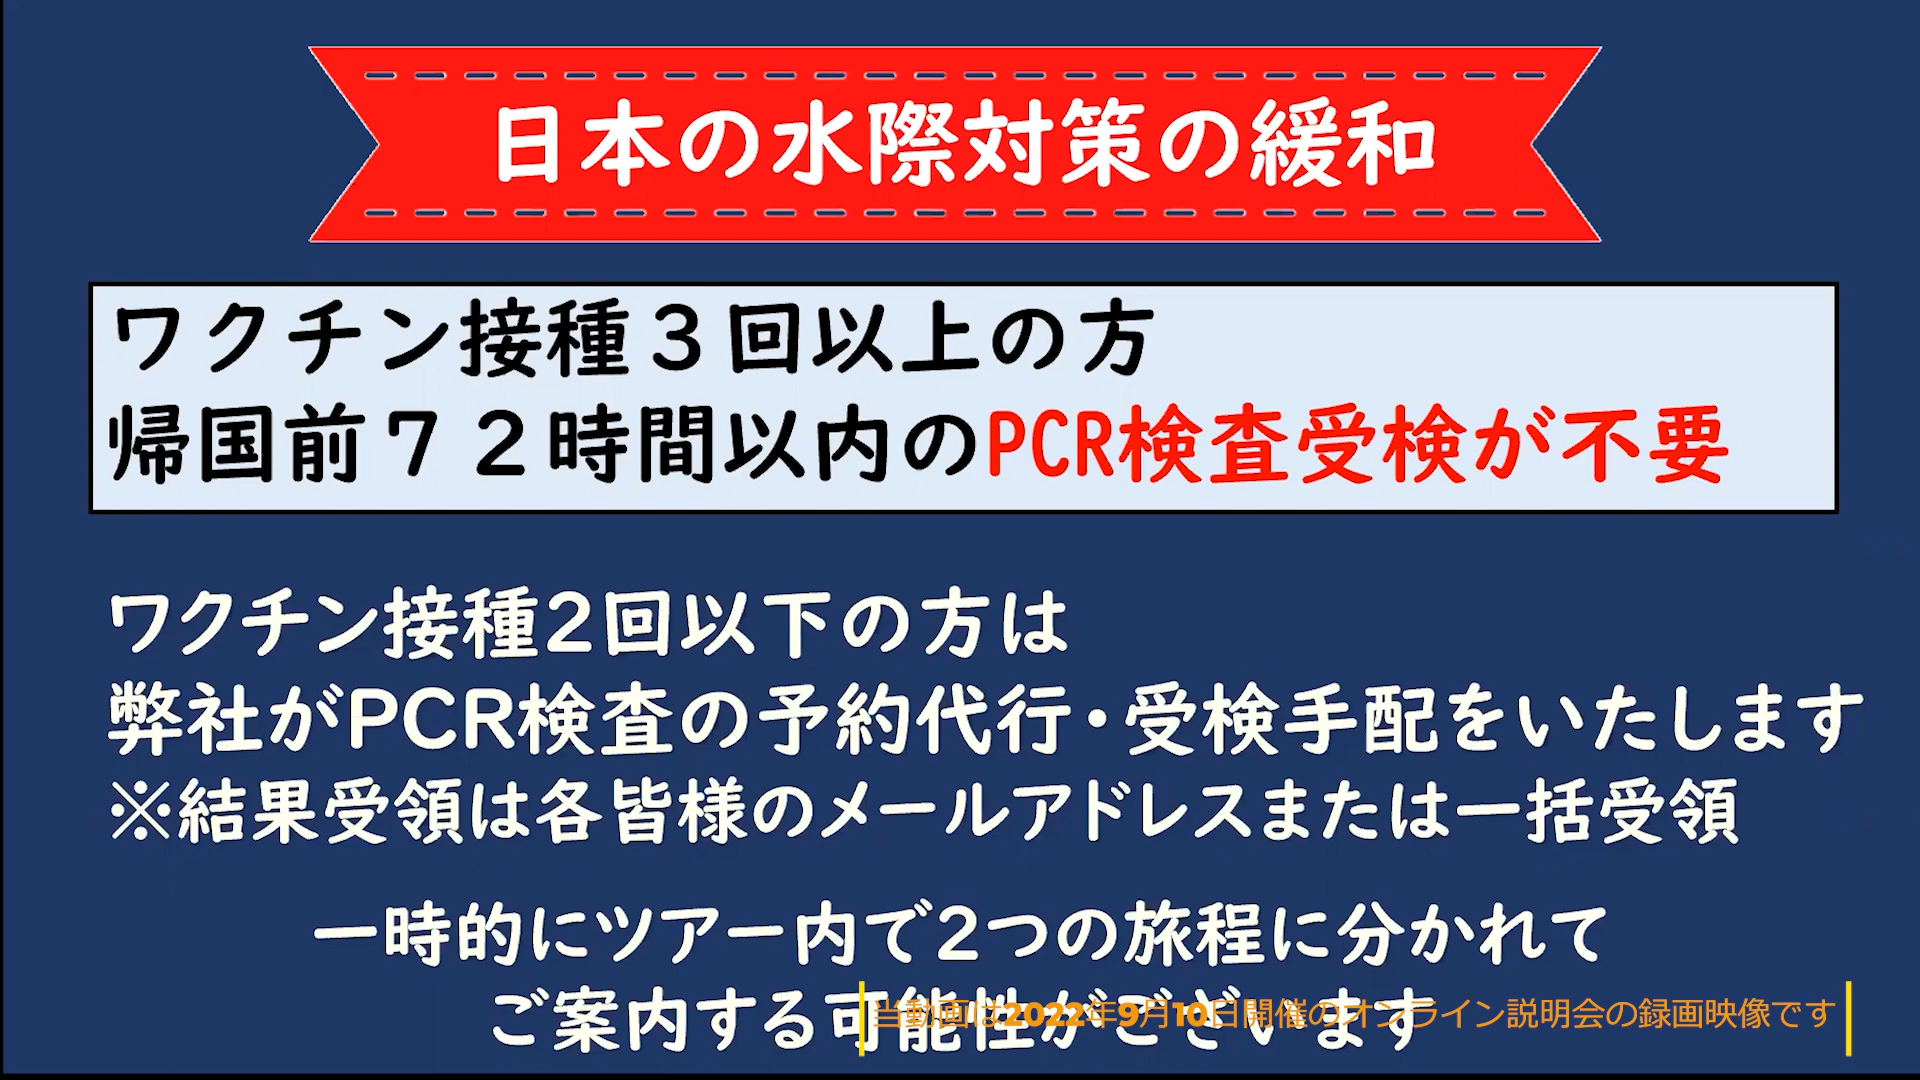 日本の水際対策の緩和
ワクチン接種３回以上の方
帰国前７２時間以内のPCR検査受検が不要
ワクチン接種2回以下の方は
弊社がPCR検査の予約代行・受検手配をいたします
※結果受領は各皆様のメールアドレスまたは一括受領
一時的にツアー内で2つの旅程に分かれて
ご案内する可能性がございます
当動画は2022年9月10日開催のオンライン説明会の録画映像です